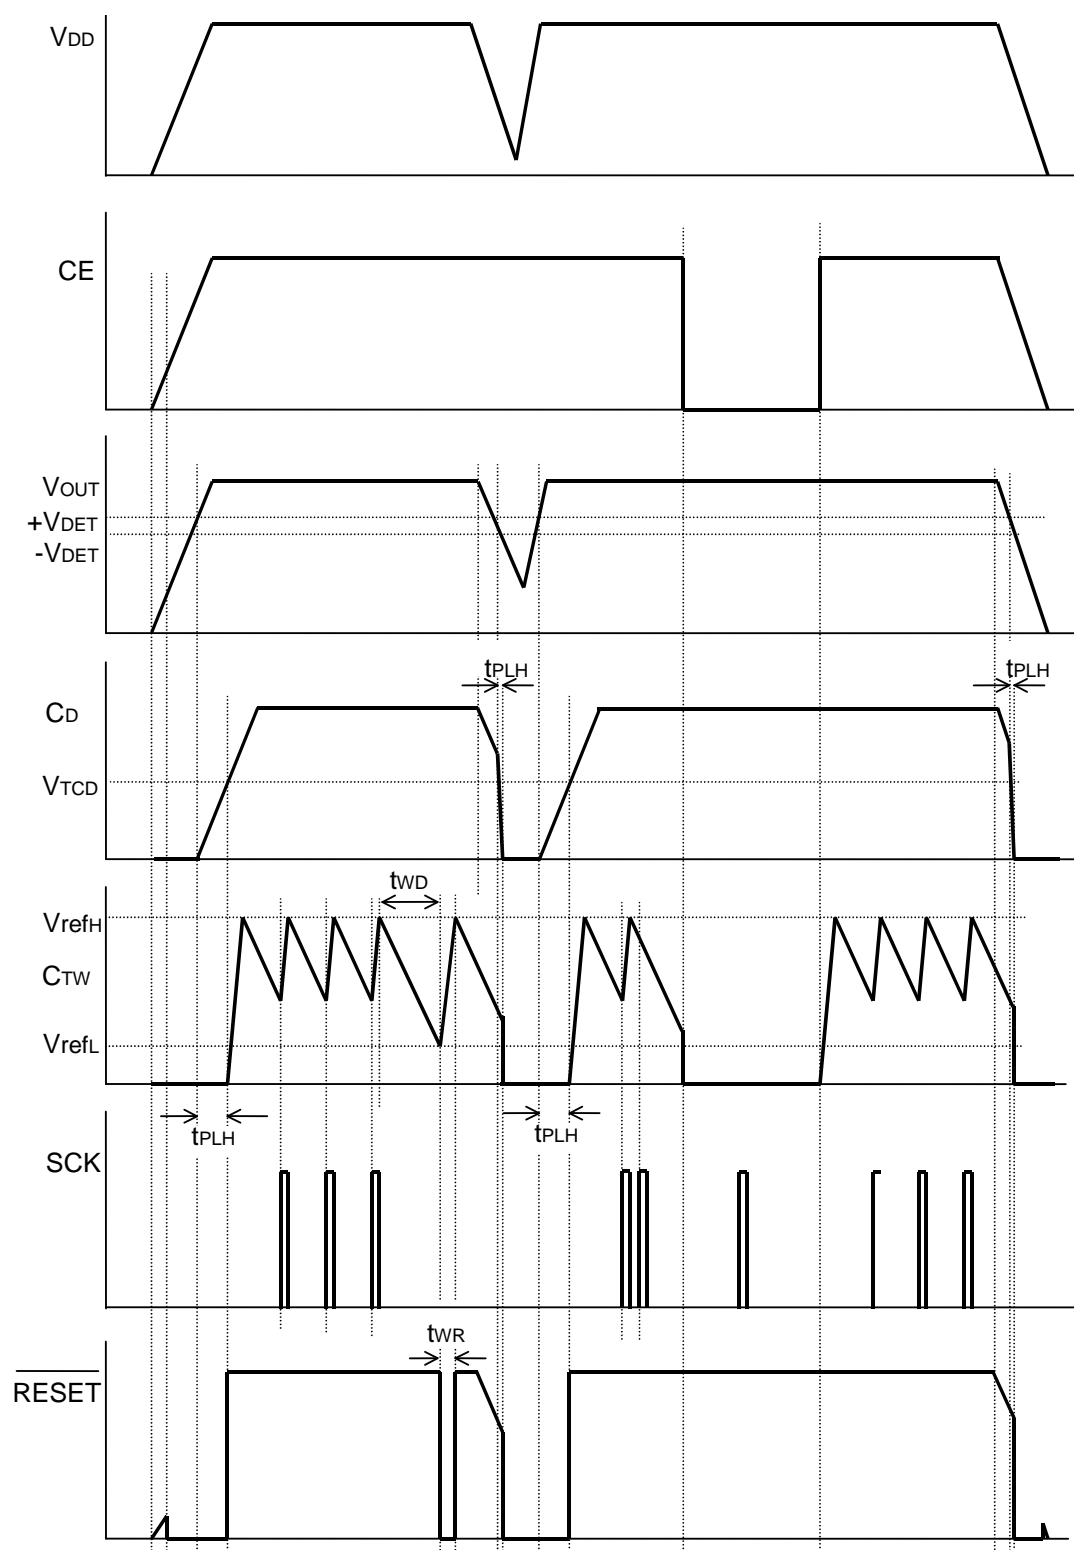 VDD
CE
VOUT
+VDET
-VDET
tPLH
tPLH
CD
VTCD
tWD
VrefH
CTW
VrefL
tPLH
tPLH
SCK
tWR
RESET